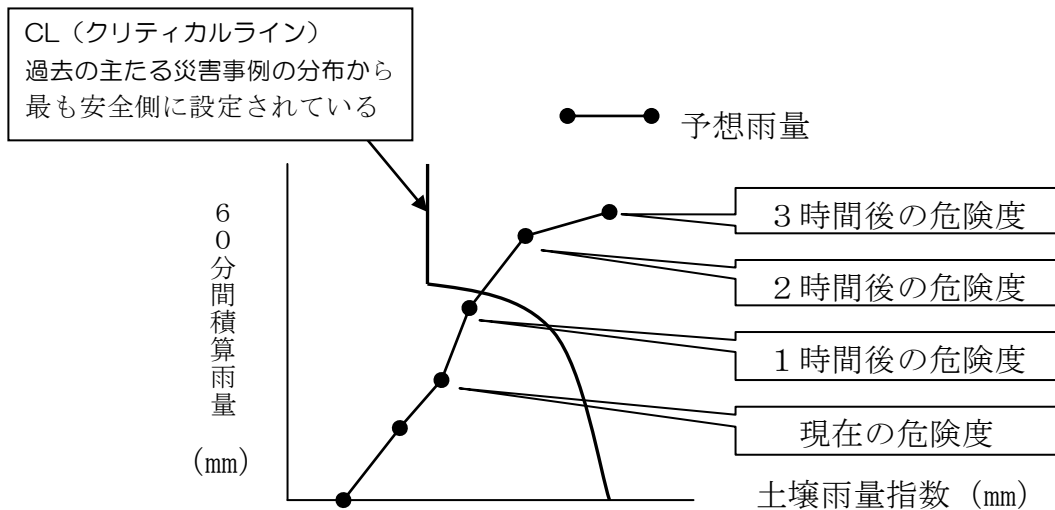 CL（クリティカルライン）
過去の主たる災害事例の分布から
最も安全側に設定されている
予想雨量
６０分間積算雨量
(mm)
３時間後の危険度
２時間後の危険度
１時間後の危険度
現在の危険度
土壌雨量指数 (mm)